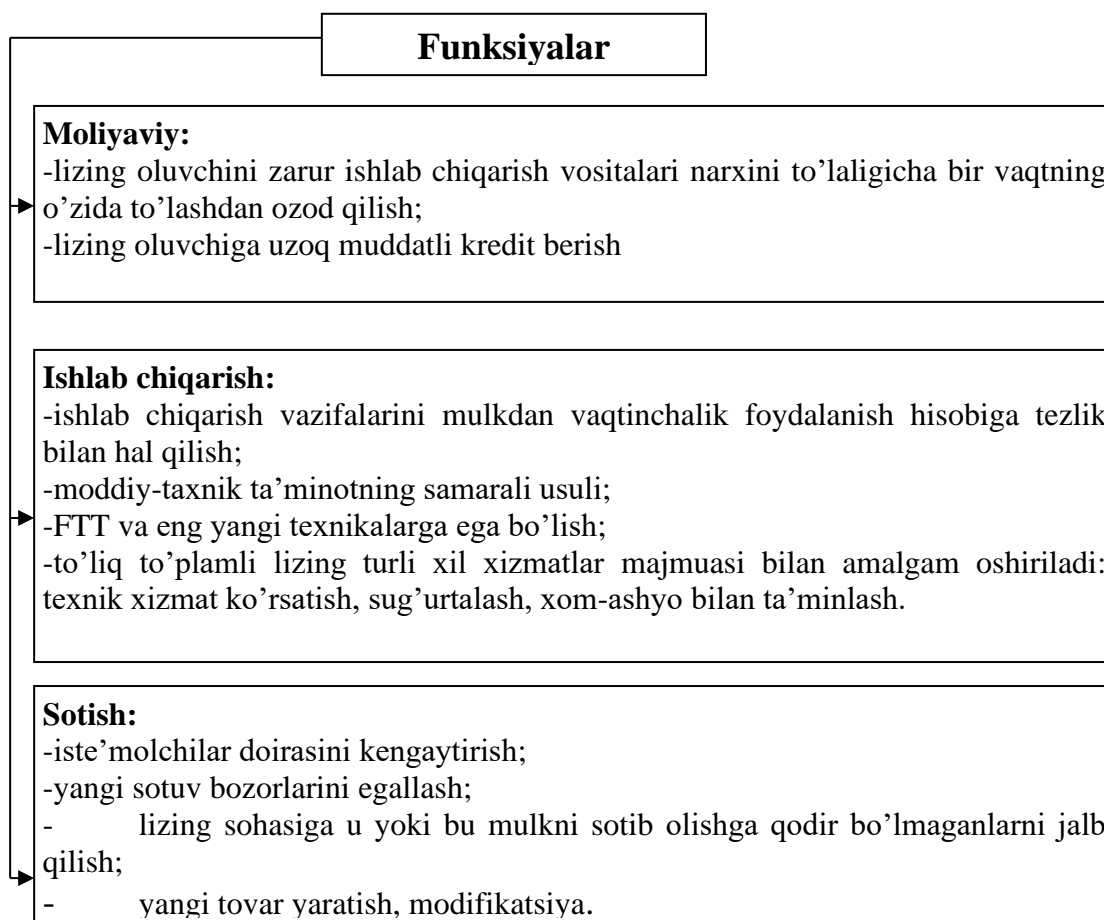 Funksiyalar
Moliyaviy:
-lizing oluvchini zarur ishlab chiqarish vositalari narxini to’laligicha bir vaqtning
o’zida to’lashdan ozod qilish;
-lizing oluvchiga uzoq muddatli kredit berish
Ishlab chiqarish:
-ishlab chiqarish vazifalarini mulkdan vaqtinchalik foydalanish hisobiga tezlik
bilan hal qilish;
-moddiy-taxnik ta’minotning samarali usuli;
-FTT va eng yangi texnikalarga ega bo’lish;
-to’liq to’plamli lizing turli xil xizmatlar majmuasi bilan amalgam oshiriladi:
texnik xizmat ko’rsatish, sug’urtalash, xom-ashyo bilan ta’minlash.
Sotish:
-iste’molchilar doirasini kengaytirish;
-yangi sotuv bozorlarini egallash;
- lizing sohasiga u yoki bu mulkni sotib olishga qodir bo’lmaganlarni jalb
qilish;
- yangi tovar yaratish, modifikatsiya.